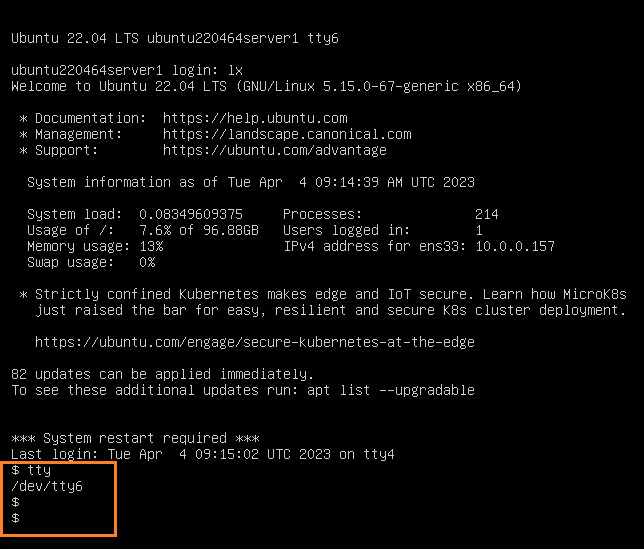 Ubuntu 22.04 LTS ubuntu220464server1 tty6
ubuntu220464server1 login: lx
Welcome to Ubuntu 22.04 LTS (GNU/Linux 5.15.0-67-generic x86_64)
* Documentation:  https://help.ubuntu.com
* Management:     https://landscape.canonical.com
* Support:        https://ubuntu.com/advantage
System information as of Tue Apr  4 09:14:39 AM UTC 2023
System load:  0.08349609375     Processes:              214
Usage of /:   7.6% of 96.88GB   Users logged in:        1
Memory usage: 13%               IPv4 address for ens33: 10.0.0.157
Swap usage:   0%
* Strictly confined Kubernetes makes edge and IoT secure. Learn how MicroK8s
just raised the bar for easy, resilient and secure K8s cluster deployment.
https://ubuntu.com/engage/secure-kubernetes-at-the-edge
82 updates can be applied immediately.
To see these additional updates run: apt list --upgradable
*** System restart required ***
Last login: Tue Apr  4 09:15:02 UTC 2023 on tty4
$ tty
/dev/tty6
$
$